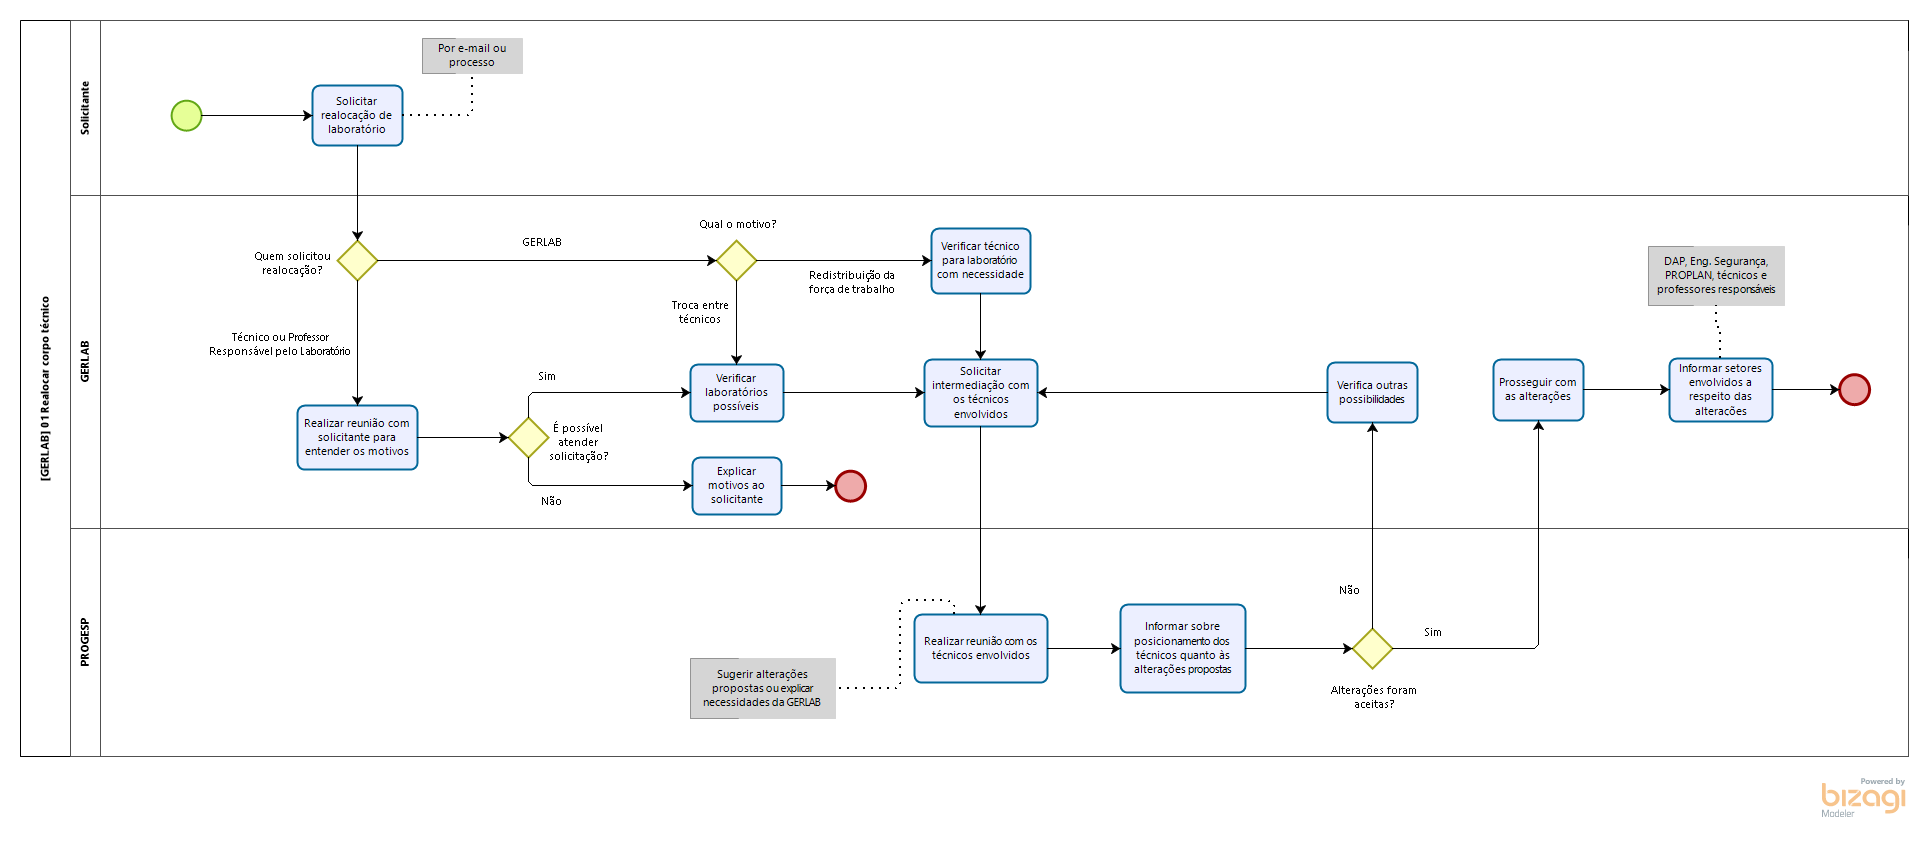 [GERLAB] 01 Realocar corpo técnico
Solicitante
Por e-mail ou
processo
Solicitar
realocação de
laboratório
GERLAB
Quem solicitou
realocação?
GERLAB
Qual o motivo?
Redistribuição da
força de trabalho
Verificar técnico
para laboratório
com necessidade
Troca entre
técnicos
Técnico ou Professor
Responsável pelo Laboratório
Realizar reunião com
solicitante para
entender os motivos
É possível
atender
solicitação?
Sim
Não
Verificar
laboratórios
possíveis
Explicar
motivos ao
solicitante
Solicitar
intermediação com
os técnicos
envolvidos
Verifica outras
possibilidades
Prosseguir com
as alterações
DAP, Eng. Segurança,
PROPLAN, técnicos e
professores responsáveis
Informar setores
envolvidos a
respeito das
alterações
PROGESP
Sugerir alterações
propostas ou explicar
necessidades da GERLAB
Realizar reunião com os
técnicos envolvidos
Informar sobre
posicionamento dos
técnicos quanto às
alterações propostas
Não
Sim
Alterações foram
aceitas?
Powered by
bizagi
Modeler